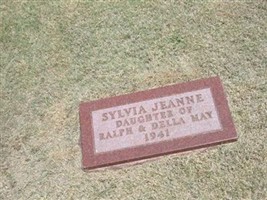 SYLVIA JEANNE
DAUGHTER OF
RALPH & DELLA MAY
1941